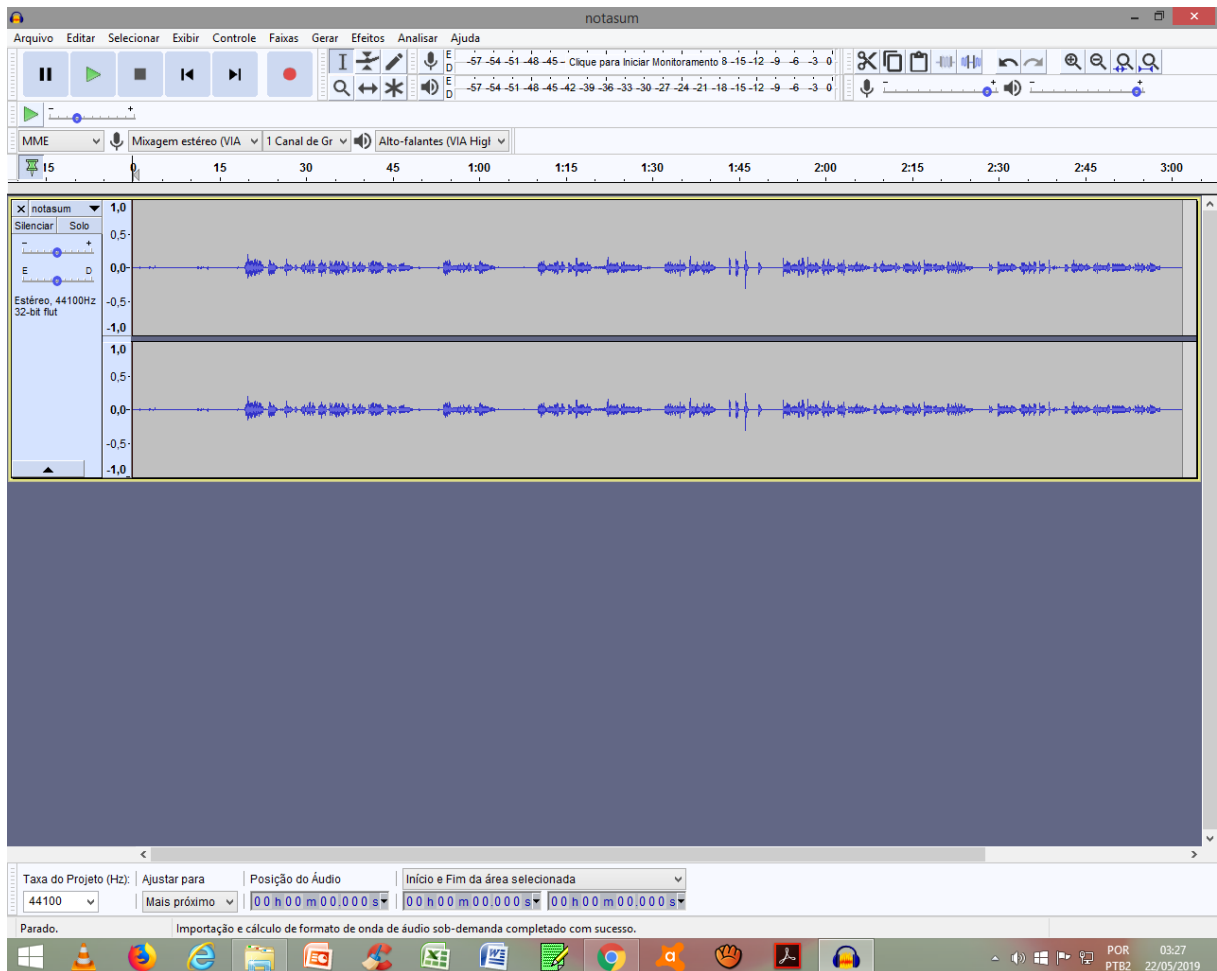 notasum
Arquivo Editar Selecionar Exibir Controle Faixas Gerar Efeitos Analisar Ajuda
E D -57 -54 -51 -48 -45 – Clique para Iniciar Monitoramento 8 -15 -12 -9 -6 -3 0
E D -57 -54 -51 -48 -45 -42 -39 -36 -33 -30 -27 -24 -21 -18 -15 -12 -9 -6 -3 0
- +
MME Mixagem estéreo (VIA 1 Canal de Gr Alto-falantes (VIA Higl
15 0 15 30 45 1:00 1:15 1:30 1:45 2:00 2:15 2:30 2:45 3:00
notasum 1,0
Silenciar Solo
- + 0,5
E D 0,0
Estéreo, 44100Hz -0,5
32-bit flut
-1,0
1,0
0,5
0,0
-0,5
-1,0
Taxa do Projeto (Hz): Ajustar para Posição do Áudio Início e Fim da área selecionada
44100 Mais próximo 00 h 00 m 00.000 s 00 h 00 m 00.000 s 00 h 00 m 00.000 s
Parado. Importação e cálculo de formato de onda de áudio sob-demanda completado com sucesso.
POR 03:27
PTB2 22/05/2019